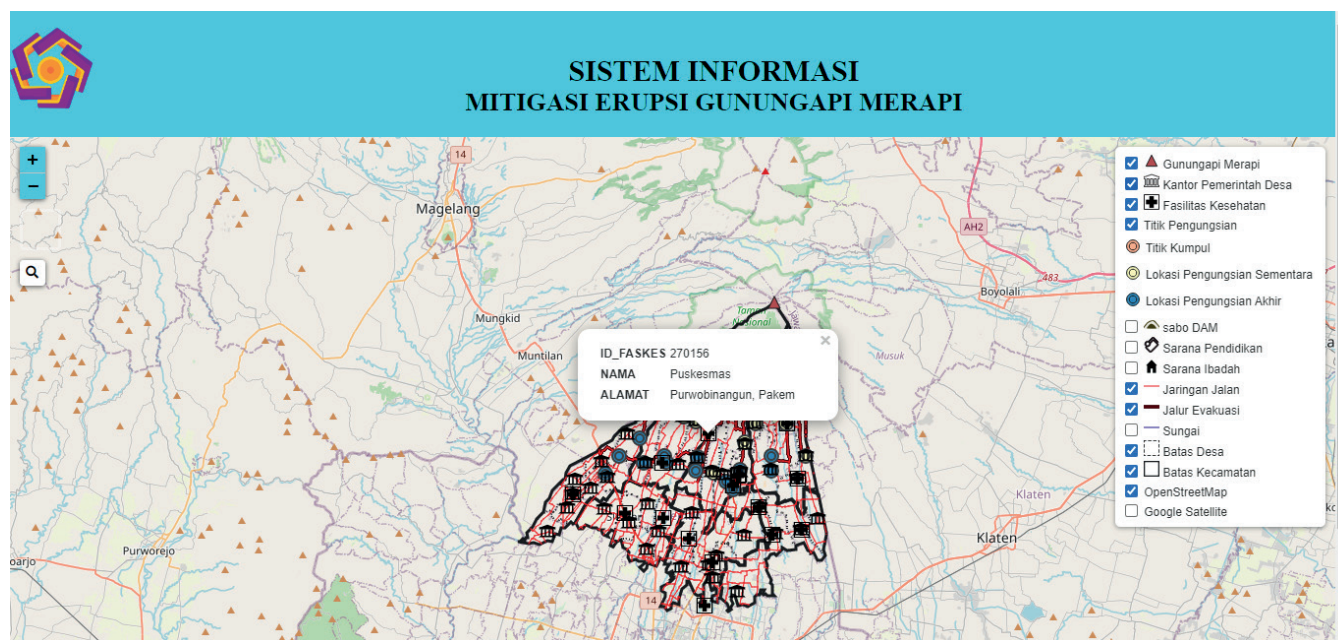 SISTEM INFORMASI
MITIGASI ERUPSI GUNUNGAPI MERAPI
+
−
14
Magelang
AH2
483
Boyolali
Mungkid
Muntilan
Musuk
Klaten
Klaten
Purworejo
14
ID_FASKES 270156
NAMA Puskesmas
ALAMAT Purwobinangun, Pakem
×
Gunungapi Merapi
Kantor Pemerintah Desa
Fasilitas Kesehatan
Titik Pengungsian
Titik Kumpul
Lokasi Pengungsian Sementara
Lokasi Pengungsian Akhir
sabo DAM
Sarana Pendidikan
Sarana Ibadah
Jaringan Jalan
Jalur Evakuasi
Sungai
Batas Desa
Batas Kecamatan
OpenStreetMap
Google Satellite